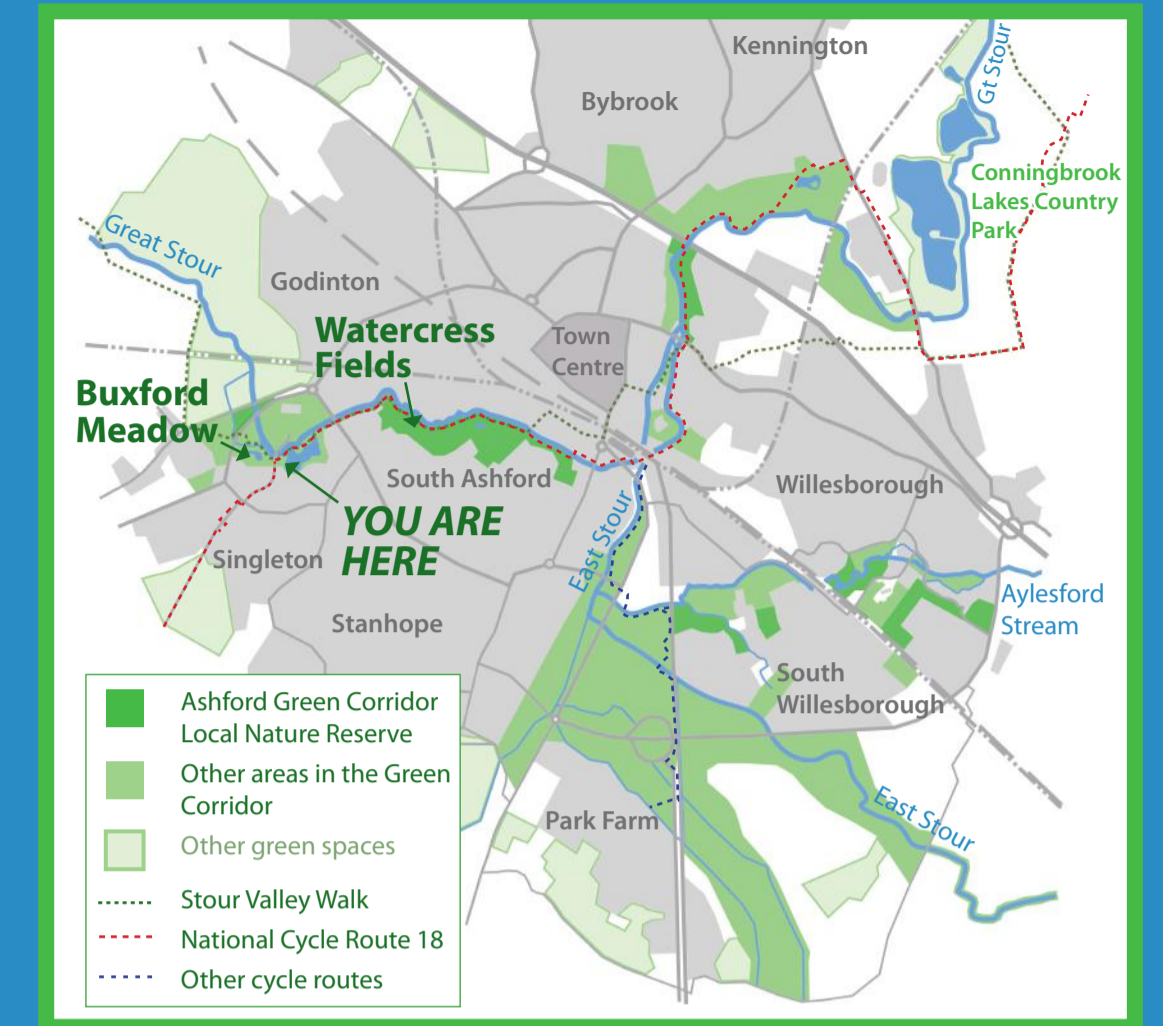 Kennington
Bybrook
Gt Stour
Conningbrook
Lakes Country
Park
Great Stour
Godinton
Watercress
Fields
Town
Centre
Buxford
Meadow
South Ashford
Willesborough
YOU ARE
HERE
East Stour
Singleton
Aylesford
Stream
Stanhope
South
Willesborough
Park Farm
East Stour
Ashford Green Corridor
Local Nature Reserve
Other areas in the Green
Corridor
Other green spaces
Stour Valley Walk
National Cycle Route 18
Other cycle routes